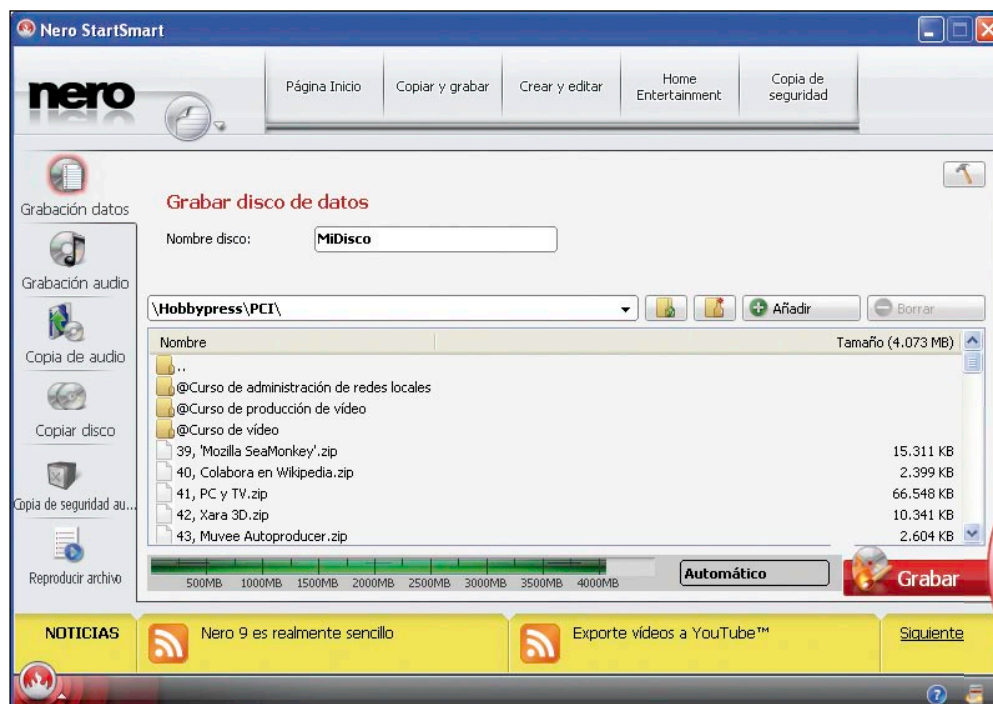 Nero StartSmart
nero
Página Inicio
Copiar y grabar
Crear y editar
Home
Entertainment
Copia de
seguridad
Grabación datos
Grabación audio
Copia de audio
Copiar disco
Copia de seguridad au...
Reproducir archivo
Grabar disco de datos
Nombre disco:
MiDisco
\Hobbypress\PCI\
Añadir
Borrar
Nombre
Tamaño (4.073 MB)
..
@Curso de administración de redes locales
@Curso de producción de vídeo
@Curso de vídeo
39, 'Mozilla SeaMonkey'.zip 15.311 KB
40, Colabora en Wikipedia.zip 2.399 KB
41, PC y TV.zip 66.548 KB
42, Xara 3D.zip 10.341 KB
43, Muvee Autoproducer.zip 2.604 KB
500MB 1000MB 1500MB 2000MB 2500MB 3000MB 3500MB 4000MB
Automático
Grabar
NOTICIAS
Nero 9 es realmente sencillo
Exporte vídeos a YouTube™
Siguiente